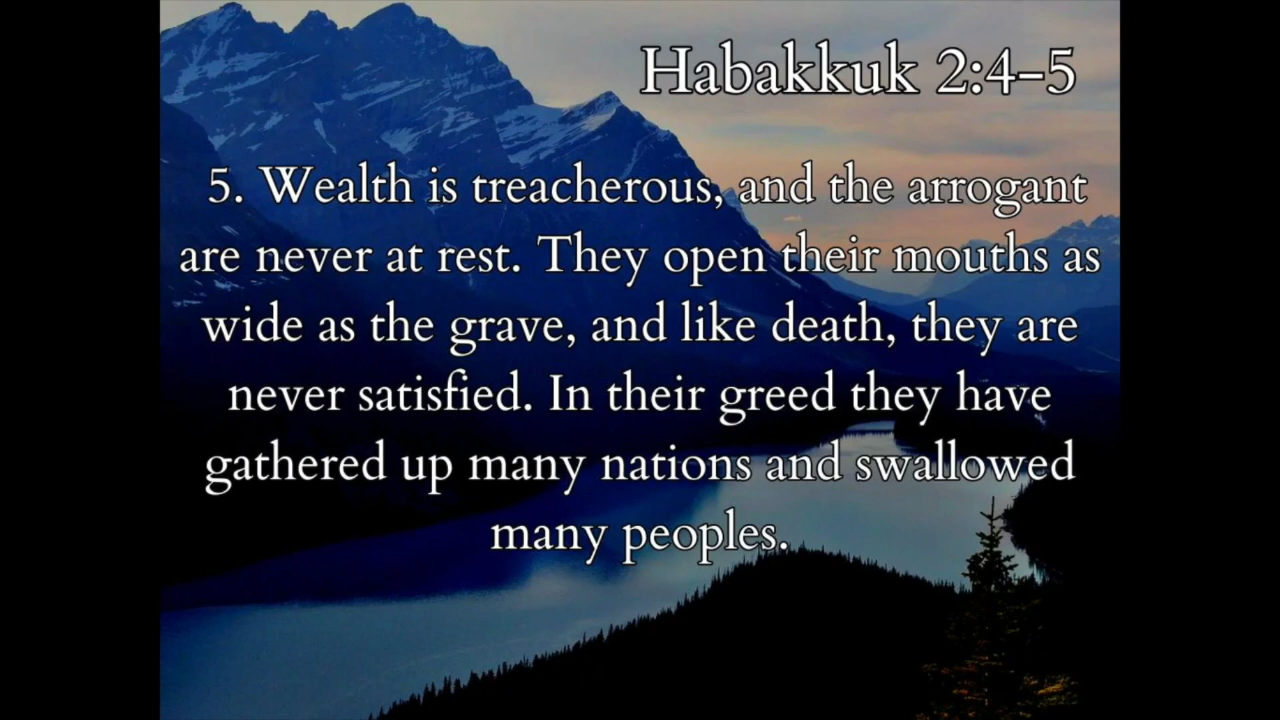 Habakkuk 2:4-5
5. Wealth is treacherous, and the arrogant
are never at rest. They open their mouths as
wide as the grave, and like death, they are
never satisfied. In their greed they have
gathered up many nations and swallowed
many peoples.